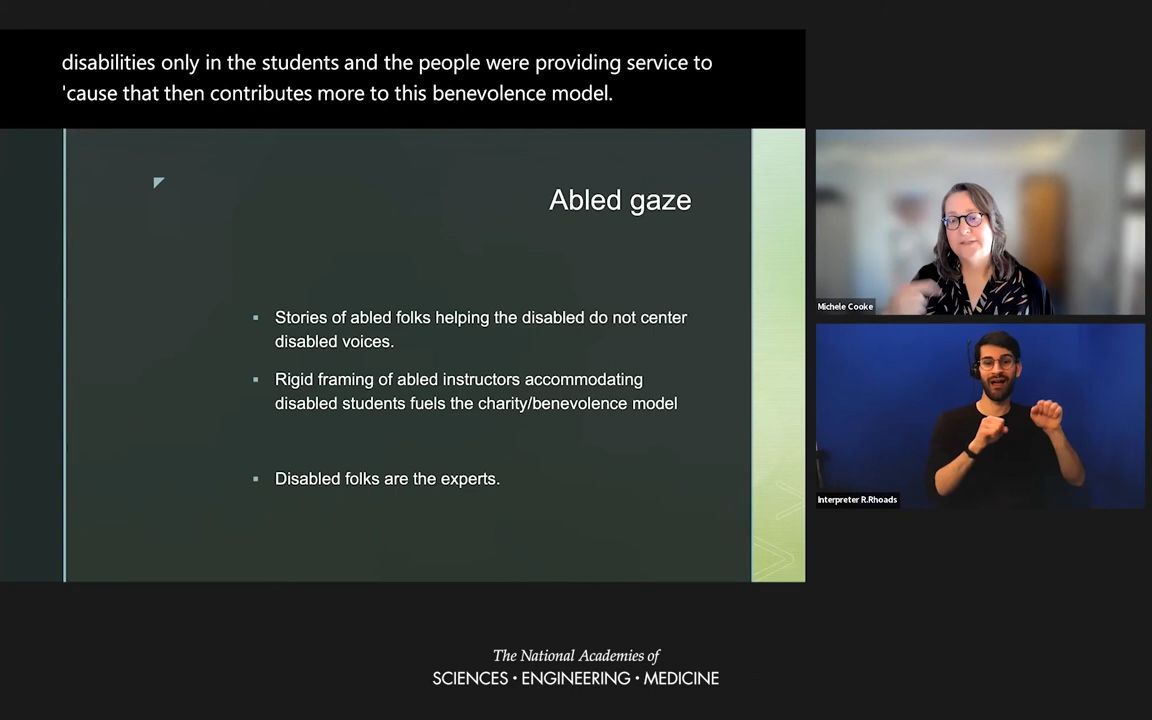 disabilities only in the students and the people were providing service to
'cause that then contributes more to this benevolence model.
Abled gaze
▪ Stories of abled folks helping the disabled do not center
disabled voices.
▪ Rigid framing of abled instructors accommodating
disabled students fuels the charity/benevolence model
▪ Disabled folks are the experts.
Michele Cooke
Interpreter R.Rhoads
The National Academies of
SCIENCES · ENGINEERING · MEDICINE